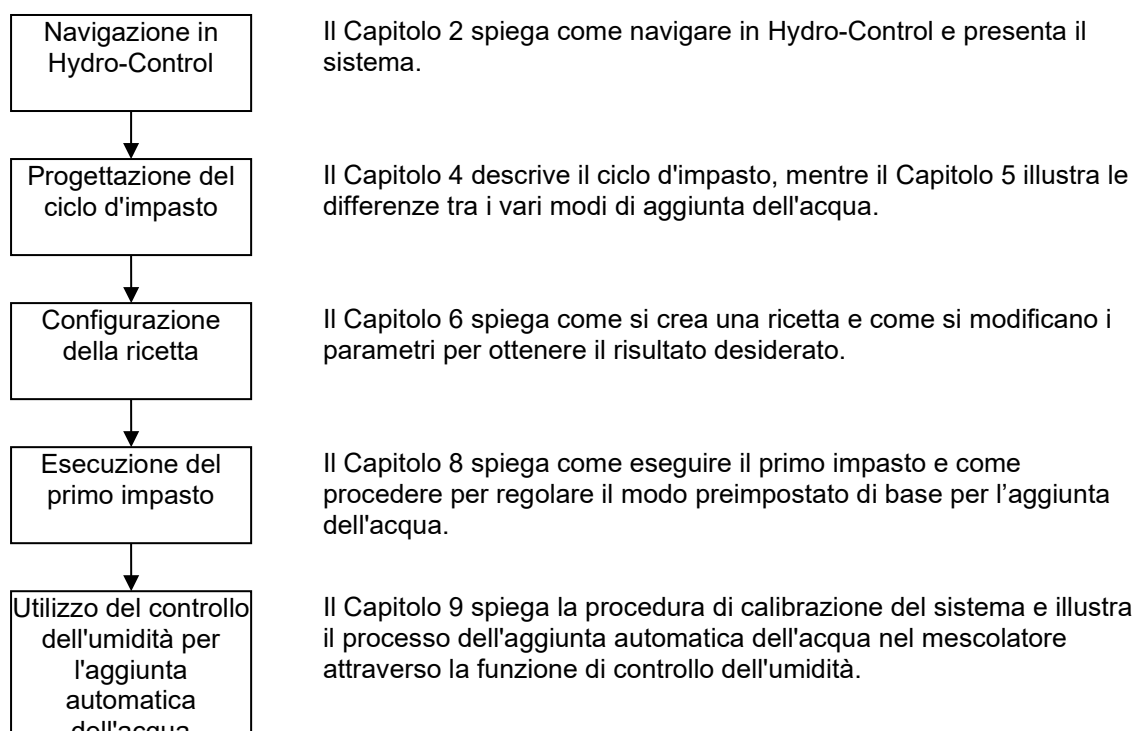 Navigazione in
Hydro-Control
Il Capitolo 2 spiega come navigare in Hydro-Control e presenta il
sistema.
Progettazione del
ciclo d'impasto
Il Capitolo 4 descrive il ciclo d'impasto, mentre il Capitolo 5 illustra le
differenze tra i vari modi di aggiunta dell'acqua.
Configurazione
della ricetta
Il Capitolo 6 spiega come si crea una ricetta e come si modificano i
parametri per ottenere il risultato desiderato.
Esecuzione del
primo impasto
Il Capitolo 8 spiega come eseguire il primo impasto e come
procedere per regolare il modo preimpostato di base per l’aggiunta
dell'acqua.
Utilizzo del controllo
dell'umidità per
l'aggiunta
automatica
dell'acqua
Il Capitolo 9 spiega la procedura di calibrazione del sistema e illustra
il processo dell'aggiunta automatica dell'acqua nel mescolatore
attraverso la funzione di controllo dell'umidità.